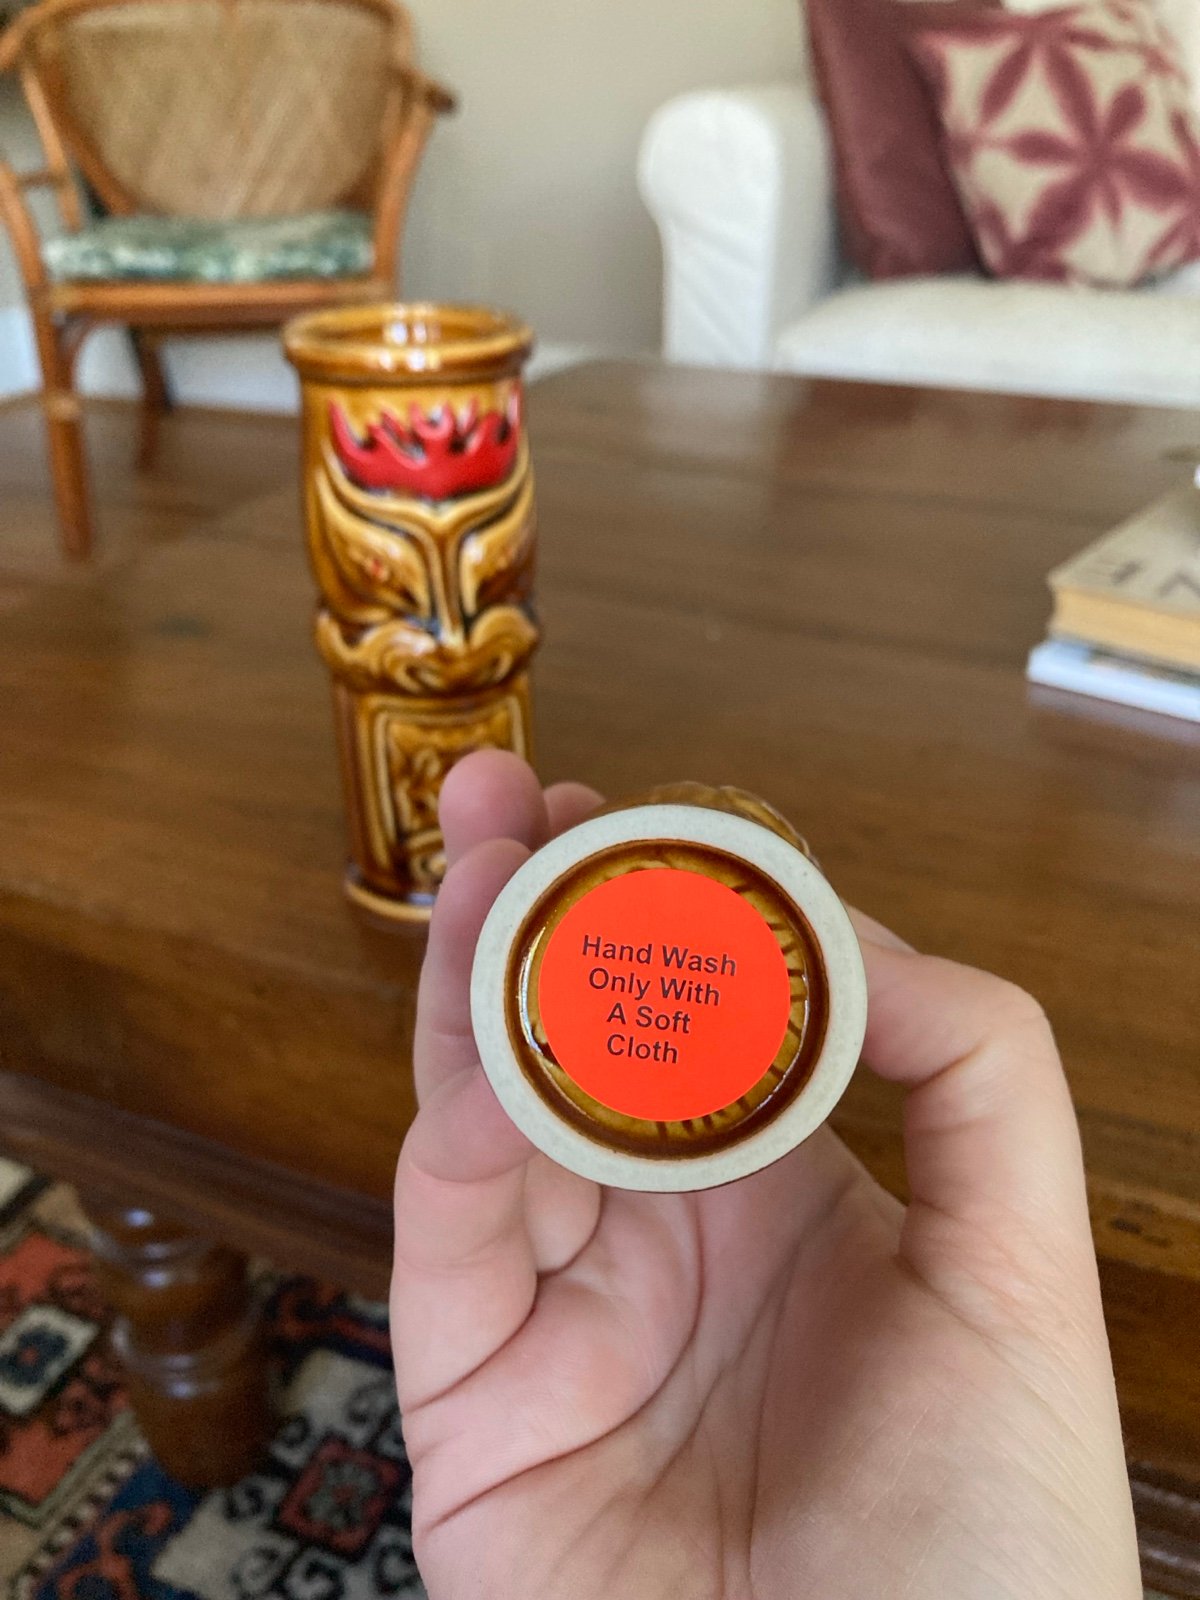 Hand Wash
Only With
A Soft
Cloth